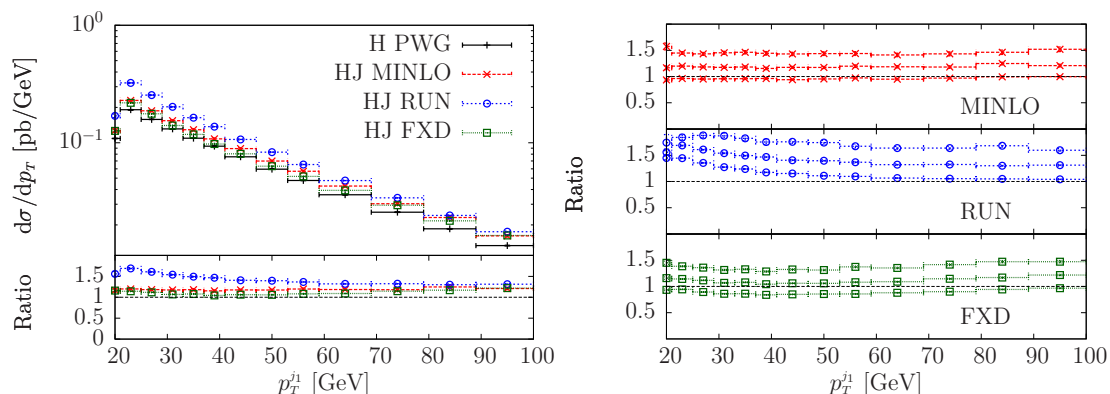 10^0
10^{-1}
dσ/dp_T [pb/GeV]
H PWG
HJ MINLO
HJ RUN
HJ FXD
Ratio
1.5
1
0.5
0
20 30 40 50 60 70 80 90 100
p_T^{j_1} [GeV]
Ratio
1.5
1
0.5
MINLO
1.5
1
0.5
RUN
1.5
1
0.5
FXD
20 30 40 50 60 70 80 90 100
p_T^{j_1} [GeV]